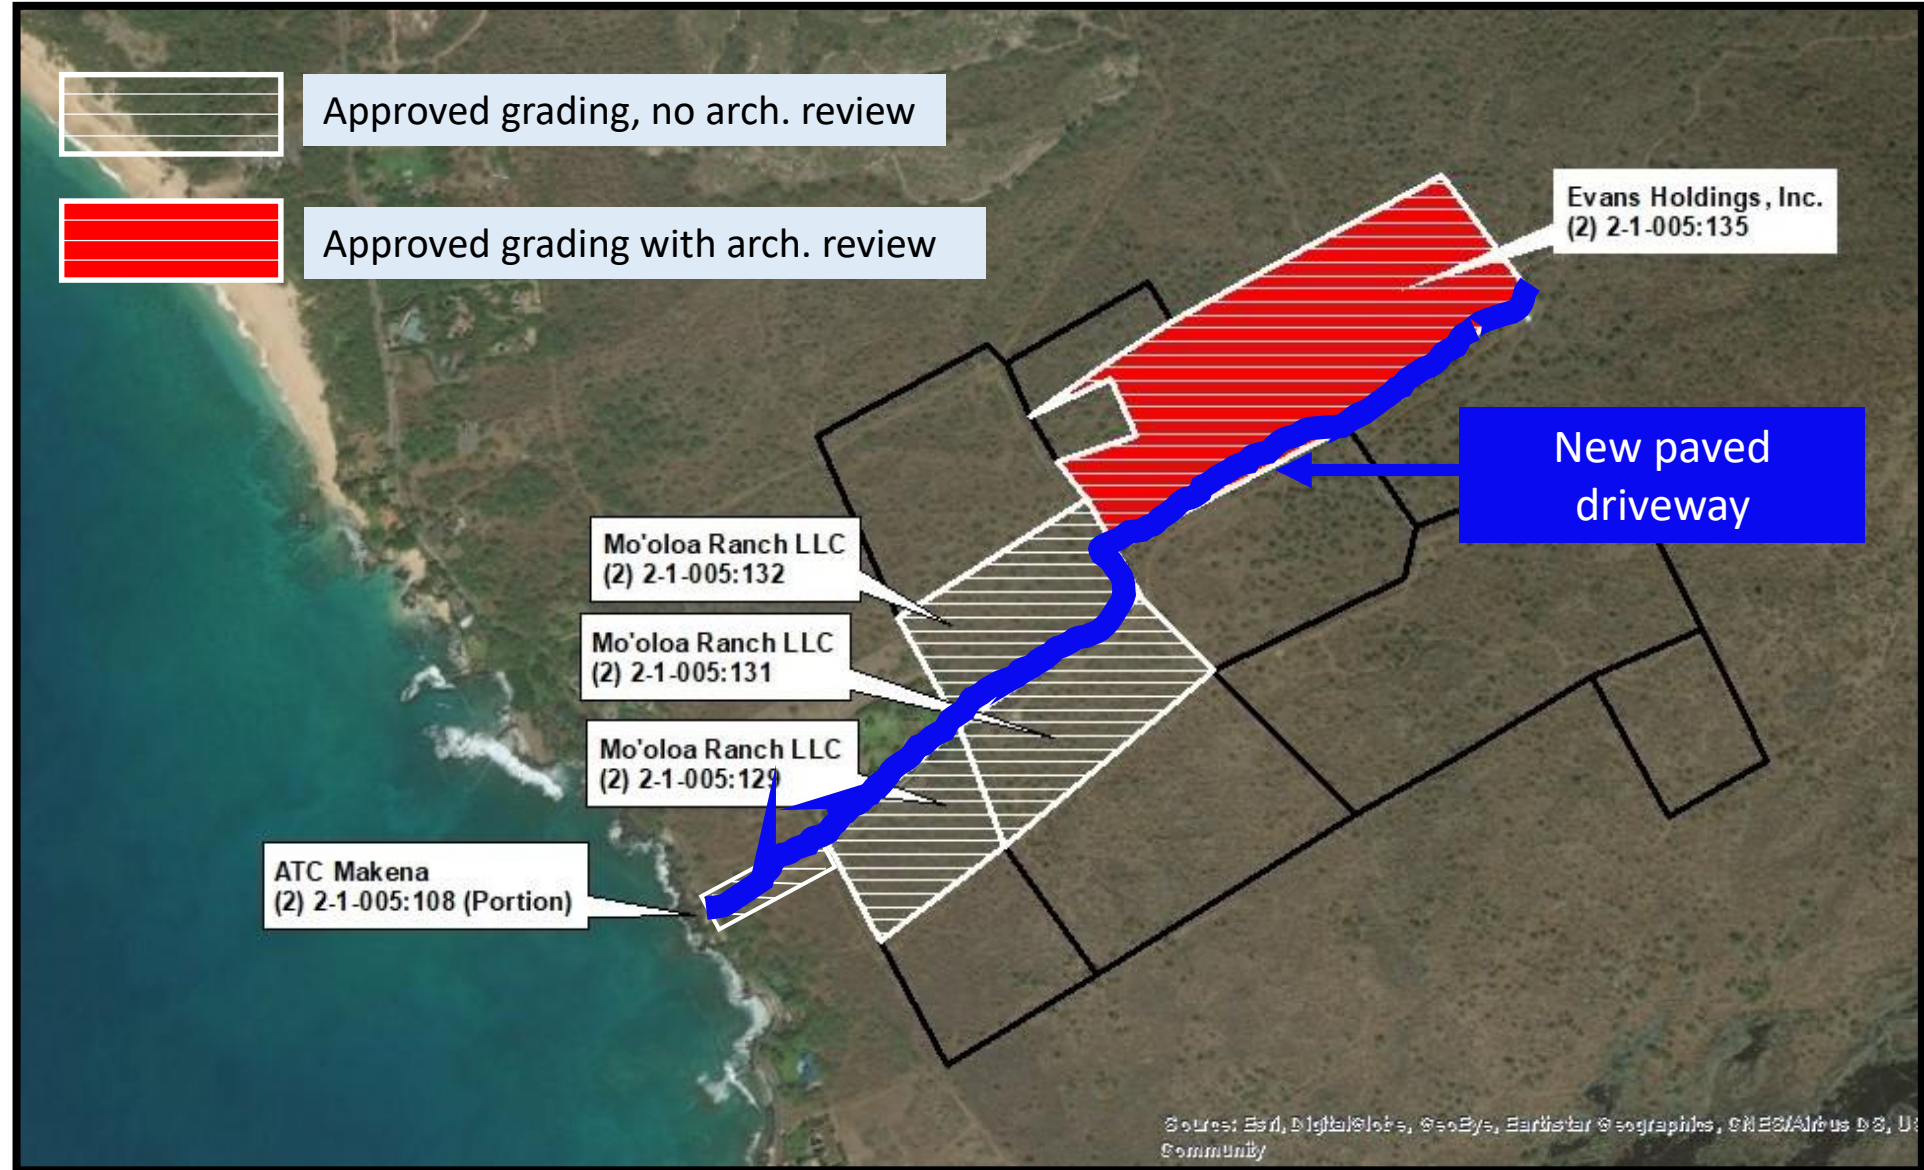 Approved grading, no arch. review
Approved grading with arch. review
Evans Holdings, Inc.
(2) 2-1-005:135
New paved
driveway
Mo'oloa Ranch LLC
(2) 2-1-005:132
Mo'oloa Ranch LLC
(2) 2-1-005:131
Mo'oloa Ranch LLC
(2) 2-1-005:129
ATC Makena
(2) 2-1-005:108 (Portion)
Source: Esri, DigitalGlobe, GeoEye, Earthstar Geographics, CNES/Airbus DS, US
Community